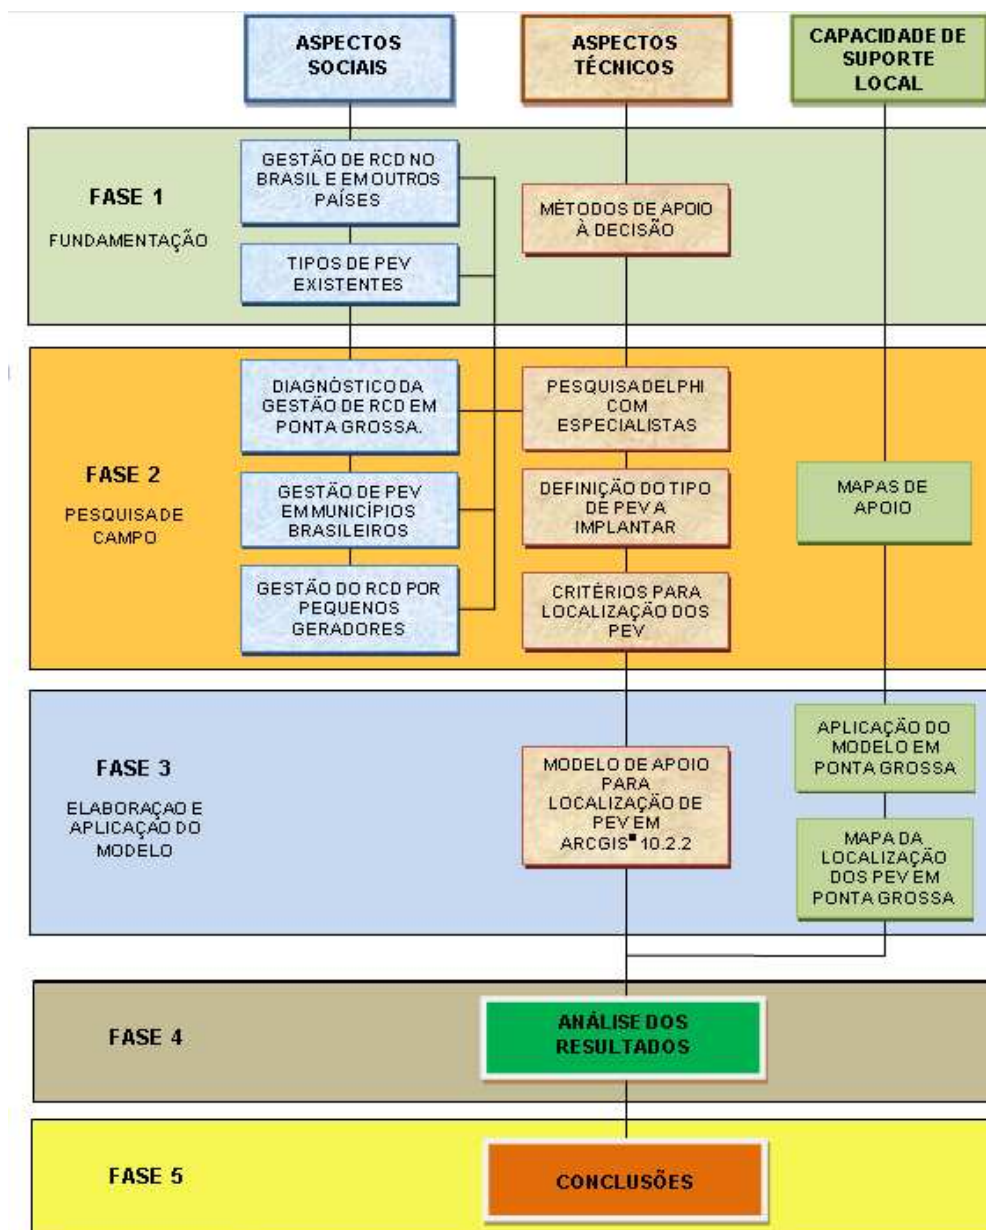 ASPECTOS
SOCIAIS
ASPECTOS
TÉCNICOS
CAPACIDADE DE
SUPORTE
LOCAL
FASE 1
FUNDAMENTAÇÃO
GESTÃO DE RCD NO
BRASIL E EM OUTROS
PAÍSES
TIPOS DE PEV
EXISTENTES
MÉTODOS DE APOIO
À DECISÃO
FASE 2
PESQUISA DE
CAMPO
DIAGNÓSTICO DA
GESTÃO DE RCD EM
PONTA GROSSA.
GESTÃO DE PEV
EM MUNICÍPIOS
BRASILEIROS
GESTÃO DO RCD POR
PEQUENOS
GERADORES
PESQUISA DELPHI
COM
ESPECIALISTAS
DEFINIÇÃO DO TIPO
DE PEV A
IMPLANTAR
CRITÉRIOS PARA
LOCALIZAÇÃO DOS
PEV
MAPAS DE
APOIO
FASE 3
ELABORAÇAO E
APLICAÇÃO DO
MODELO
MODELO DE APOIO
PARA
LOCALIZAÇÃO DE
PEV EM
ARCGIS 10.2.2
APLICAÇÃO DO
MODELO EM
PONTA GROSSA
MAPA DA
LOCALIZAÇÃO
DOS PEV EM
PONTA GROSSA
FASE 4
ANÁLISE DOS
RESULTADOS
FASE 5
CONCLUSÕES